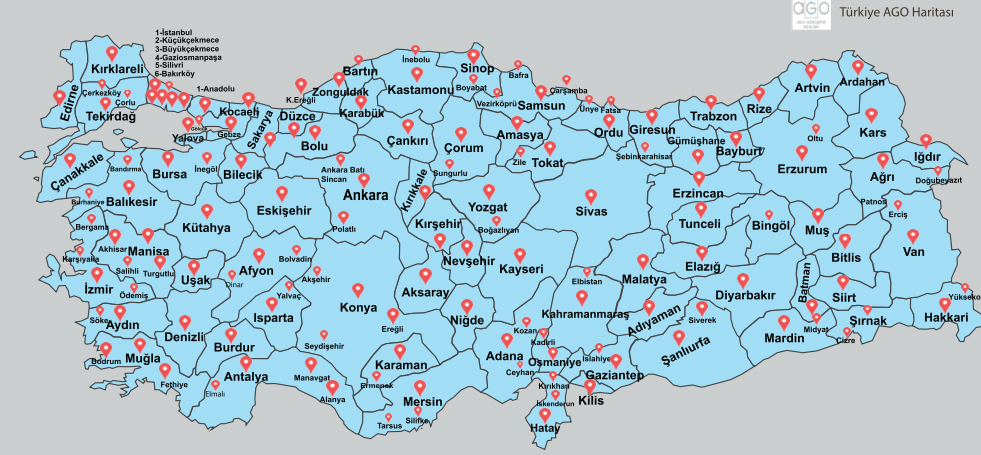 AGO
Türkiye AGO Haritası
1-İstanbul
2-Küçükçekmece
3-Büyükçekmece
4-Gaziosmanpaşa
5-Silivri
6-Bakırköy
Kırklareli
Edirne
Çerkezköy
Çorlu
Tekirdağ
1-Anadolu
Kocaeli
Gebze
Yalova
Sakarya
K.Ereğli
Düzce
Bolu
Zonguldak
Bartın
Karabük
İnebolu
Kastamonu
Sinop
Boyabat
Bafra
Vezirköprü
Samsun
Çarşamba
Ünye
Fatsa
Ordu
Giresun
Şebinkarahisar
Trabzon
Gümüşhane
Bayburt
Rize
Artvin
Ardahan
Kars
Oltu
Erzurum
Iğdır
Ağrı
Doğubeyazıt
Çanakkale
Bandırma
Bursa
İnegöl
Bilecik
Ankara Batı
Sincan
Ankara
Çankırı
Çorum
Sungurlu
Amasya
Zile
Tokat
Kırıkkale
Yozgat
Boğazlıyan
Sivas
Erzincan
Tunceli
Bingöl
Muş
Patnos
Erciş
Van
Burhaniye
Balıkesir
Bergama
Kütahya
Eskişehir
Polatlı
Kırşehir
Nevşehir
Kayseri
Karşıyaka
Akhisar
Manisa
Salihli
Turgutlu
Uşak
Afyon
Bolvadin
Dinar
Akşehir
Yalvaç
İzmir
Ödemiş
Isparta
Konya
Aksaray
Ereğli
Niğde
Elbistan
Kahramanmaraş
Malatya
Elazığ
Diyarbakır
Batman
Bitlis
Siirt
Şırnak
Hakkari
Yükseko
Söke
Aydın
Denizli
Burdur
Seydişehir
Karaman
Adana
Kozan
Kadirli
Osmaniye
Ceyhan
İslahiye
Gaziantep
Adıyaman
Siverek
Şanlıurfa
Mardin
Midyat
Cizre
Bodrum
Muğla
Fethiye
Elmalı
Antalya
Manavgat
Alanya
Ermenek
Mersin
Tarsus
Silifke
Kırıkhan
İskenderun
Kilis
Hatay